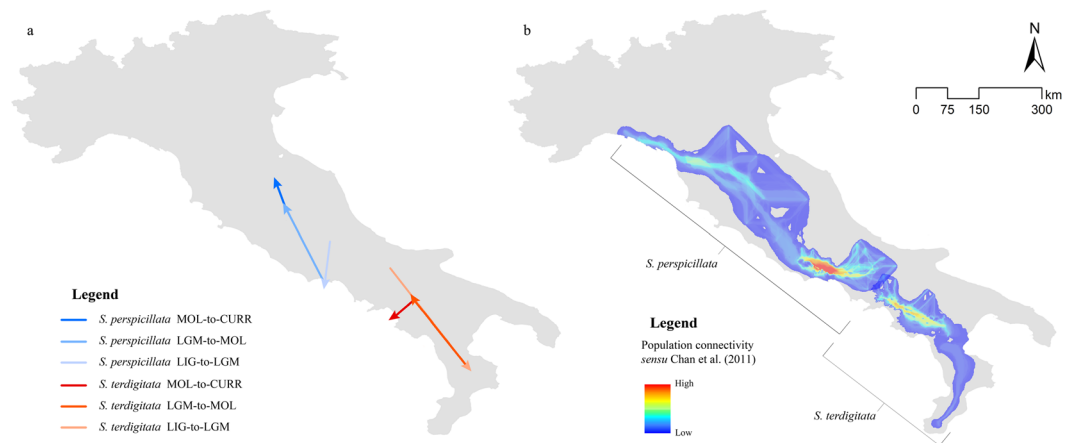 a
Legend
S. perspicillata MOL-to-CURR
S. perspicillata LGM-to-MOL
S. perspicillata LIG-to-LGM
S. terdigitata MOL-to-CURR
S. terdigitata LGM-to-MOL
S. terdigitata LIG-to-LGM
b
N
km
0 75 150 300
S. perspicillata
Legend
Population connectivity
sensu Chan et al. (2011)
High
Low
S. terdigitata